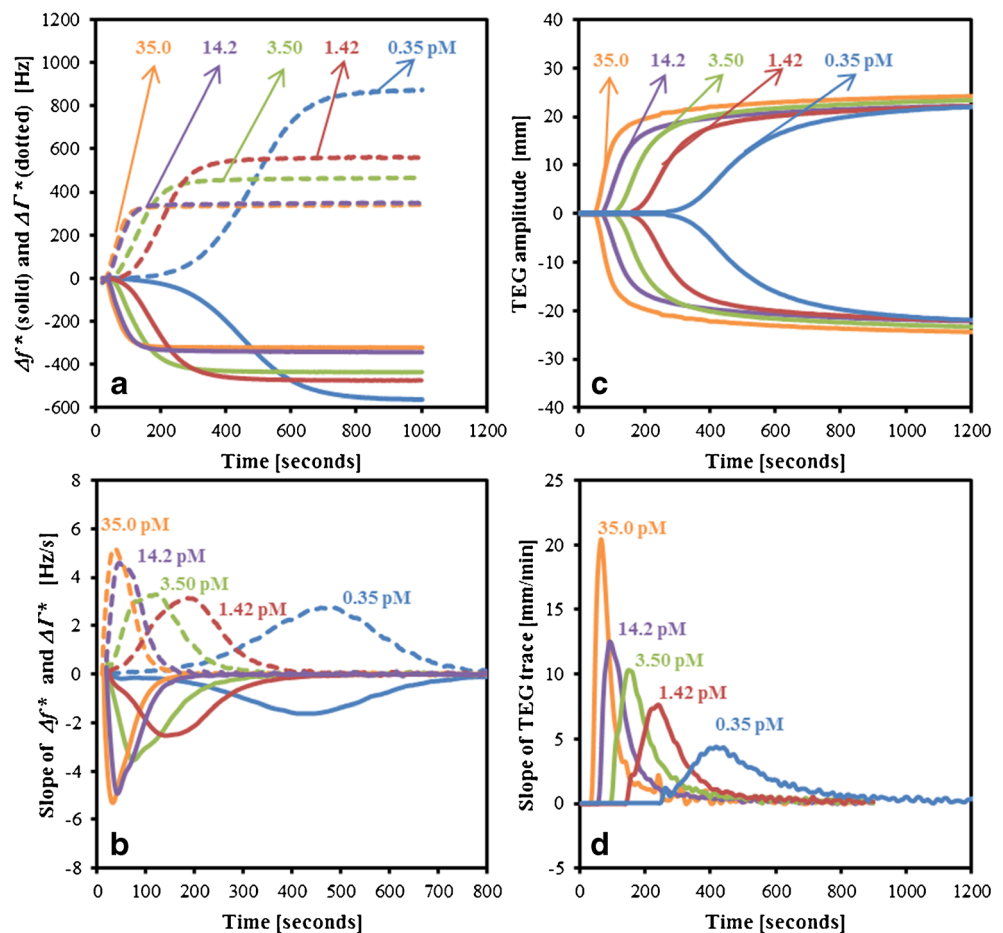 35.0
14.2
3.50
1.42
0.35 pM
1200
1000
800
600
400
200
0
-200
-400
-600
Δf*(solid) and ΔΓ*(dotted) [Hz]
a
0 200 400 600 800 1000 1200
Time [seconds]
35.0
14.2
3.50
1.42
0.35 pM
40
30
20
10
0
-10
-20
-30
-40
TEG amplitude [mm]
c
0 200 400 600 800 1000 1200
Time [seconds]
8
6
4
2
0
-2
-4
-6
-8
Slope of Δf* and ΔΓ* [Hz/s]
35.0 pM
14.2 pM
3.50 pM
1.42 pM
0.35 pM
b
0 100 200 300 400 500 600 700 800
Time [seconds]
25
20
15
10
5
0
-5
Slope of TEG trace [mm/min]
35.0 pM
14.2 pM
3.50 pM
1.42 pM
0.35 pM
d
0 200 400 600 800 1000 1200
Time [seconds]